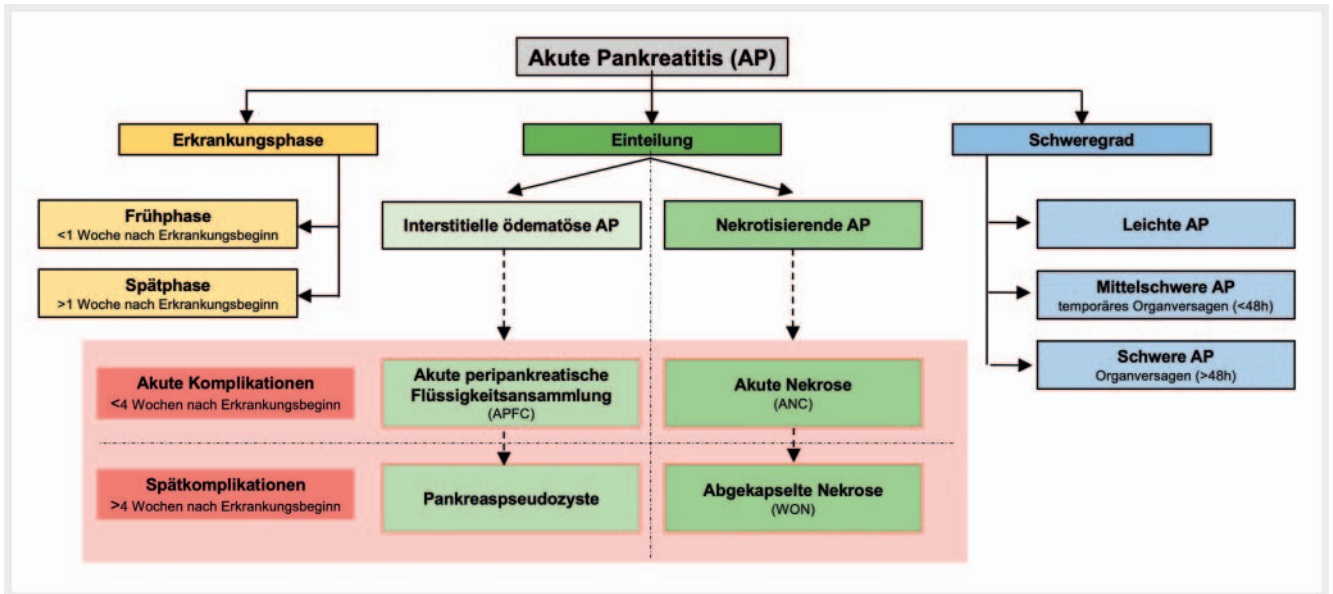 Akute Pankreatitis (AP)
Erkrankungsphase
Einteilung
Schweregrad
Frühphase
<1 Woche nach Erkrankungsbeginn
Spätphase
>1 Woche nach Erkrankungsbeginn
Interstitielle ödematöse AP
Nekrotisierende AP
Leichte AP
Mittelschwere AP
temporäres Organversagen (<48h)
Schwere AP
Organversagen (>48h)
Akute Komplikationen
<4 Wochen nach Erkrankungsbeginn
Akute peripankreatische
Flüssigkeitsansammlung
(APFC)
Akute Nekrose
(ANC)
Spätkomplikationen
>4 Wochen nach Erkrankungsbeginn
Pankreaspseudozyste
Abgekapselte Nekrose
(WON)